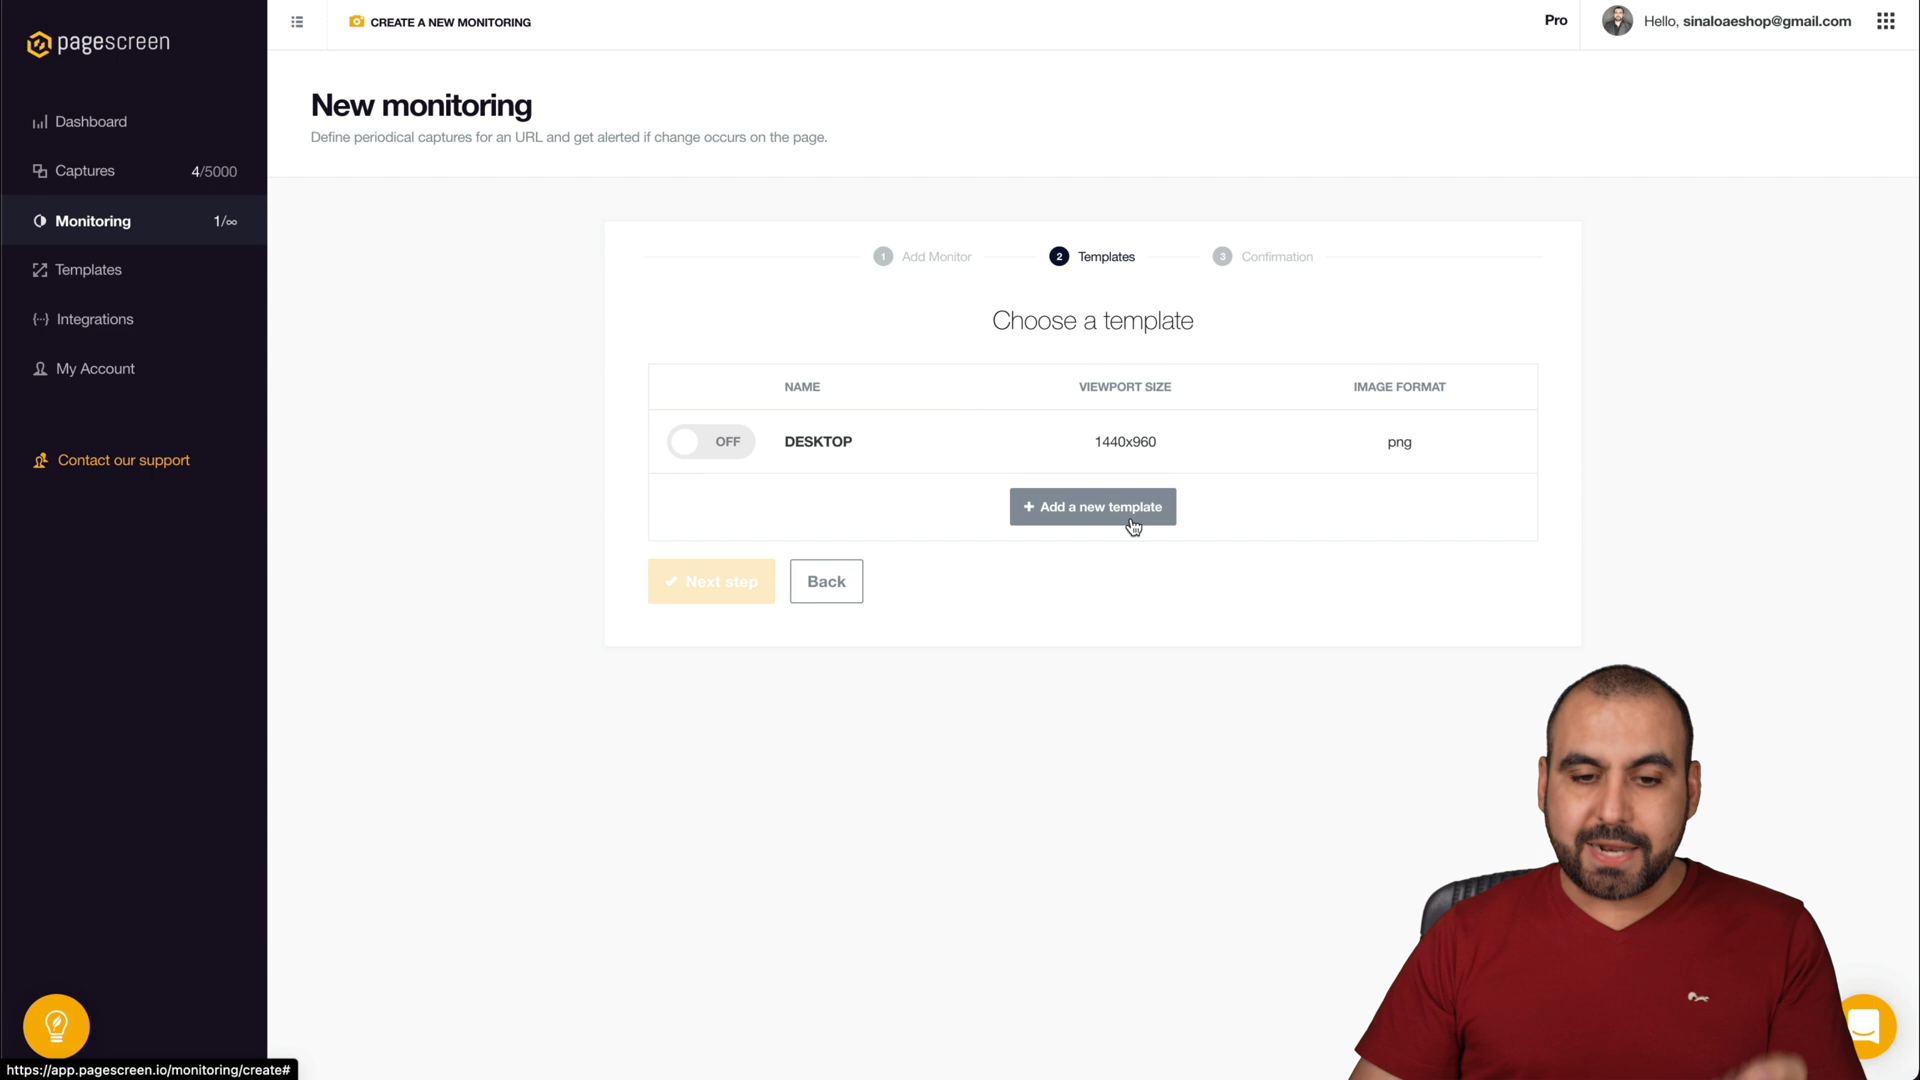 pagescreen
CREATE A NEW MONITORING
Pro
Hello, sinaloaeshop@gmail.com
Dashboard
Captures 4/5000
Monitoring 1/∞
Templates
Integrations
My Account
Contact our support
New monitoring
Define periodical captures for an URL and get alerted if change occurs on the page.
1 Add Monitor 2 Templates 3 Confirmation
Choose a template
NAME VIEWPORT SIZE IMAGE FORMAT
OFF DESKTOP 1440x960 png
+ Add a new template
Next step Back
https://app.pagescreen.io/monitoring/create#